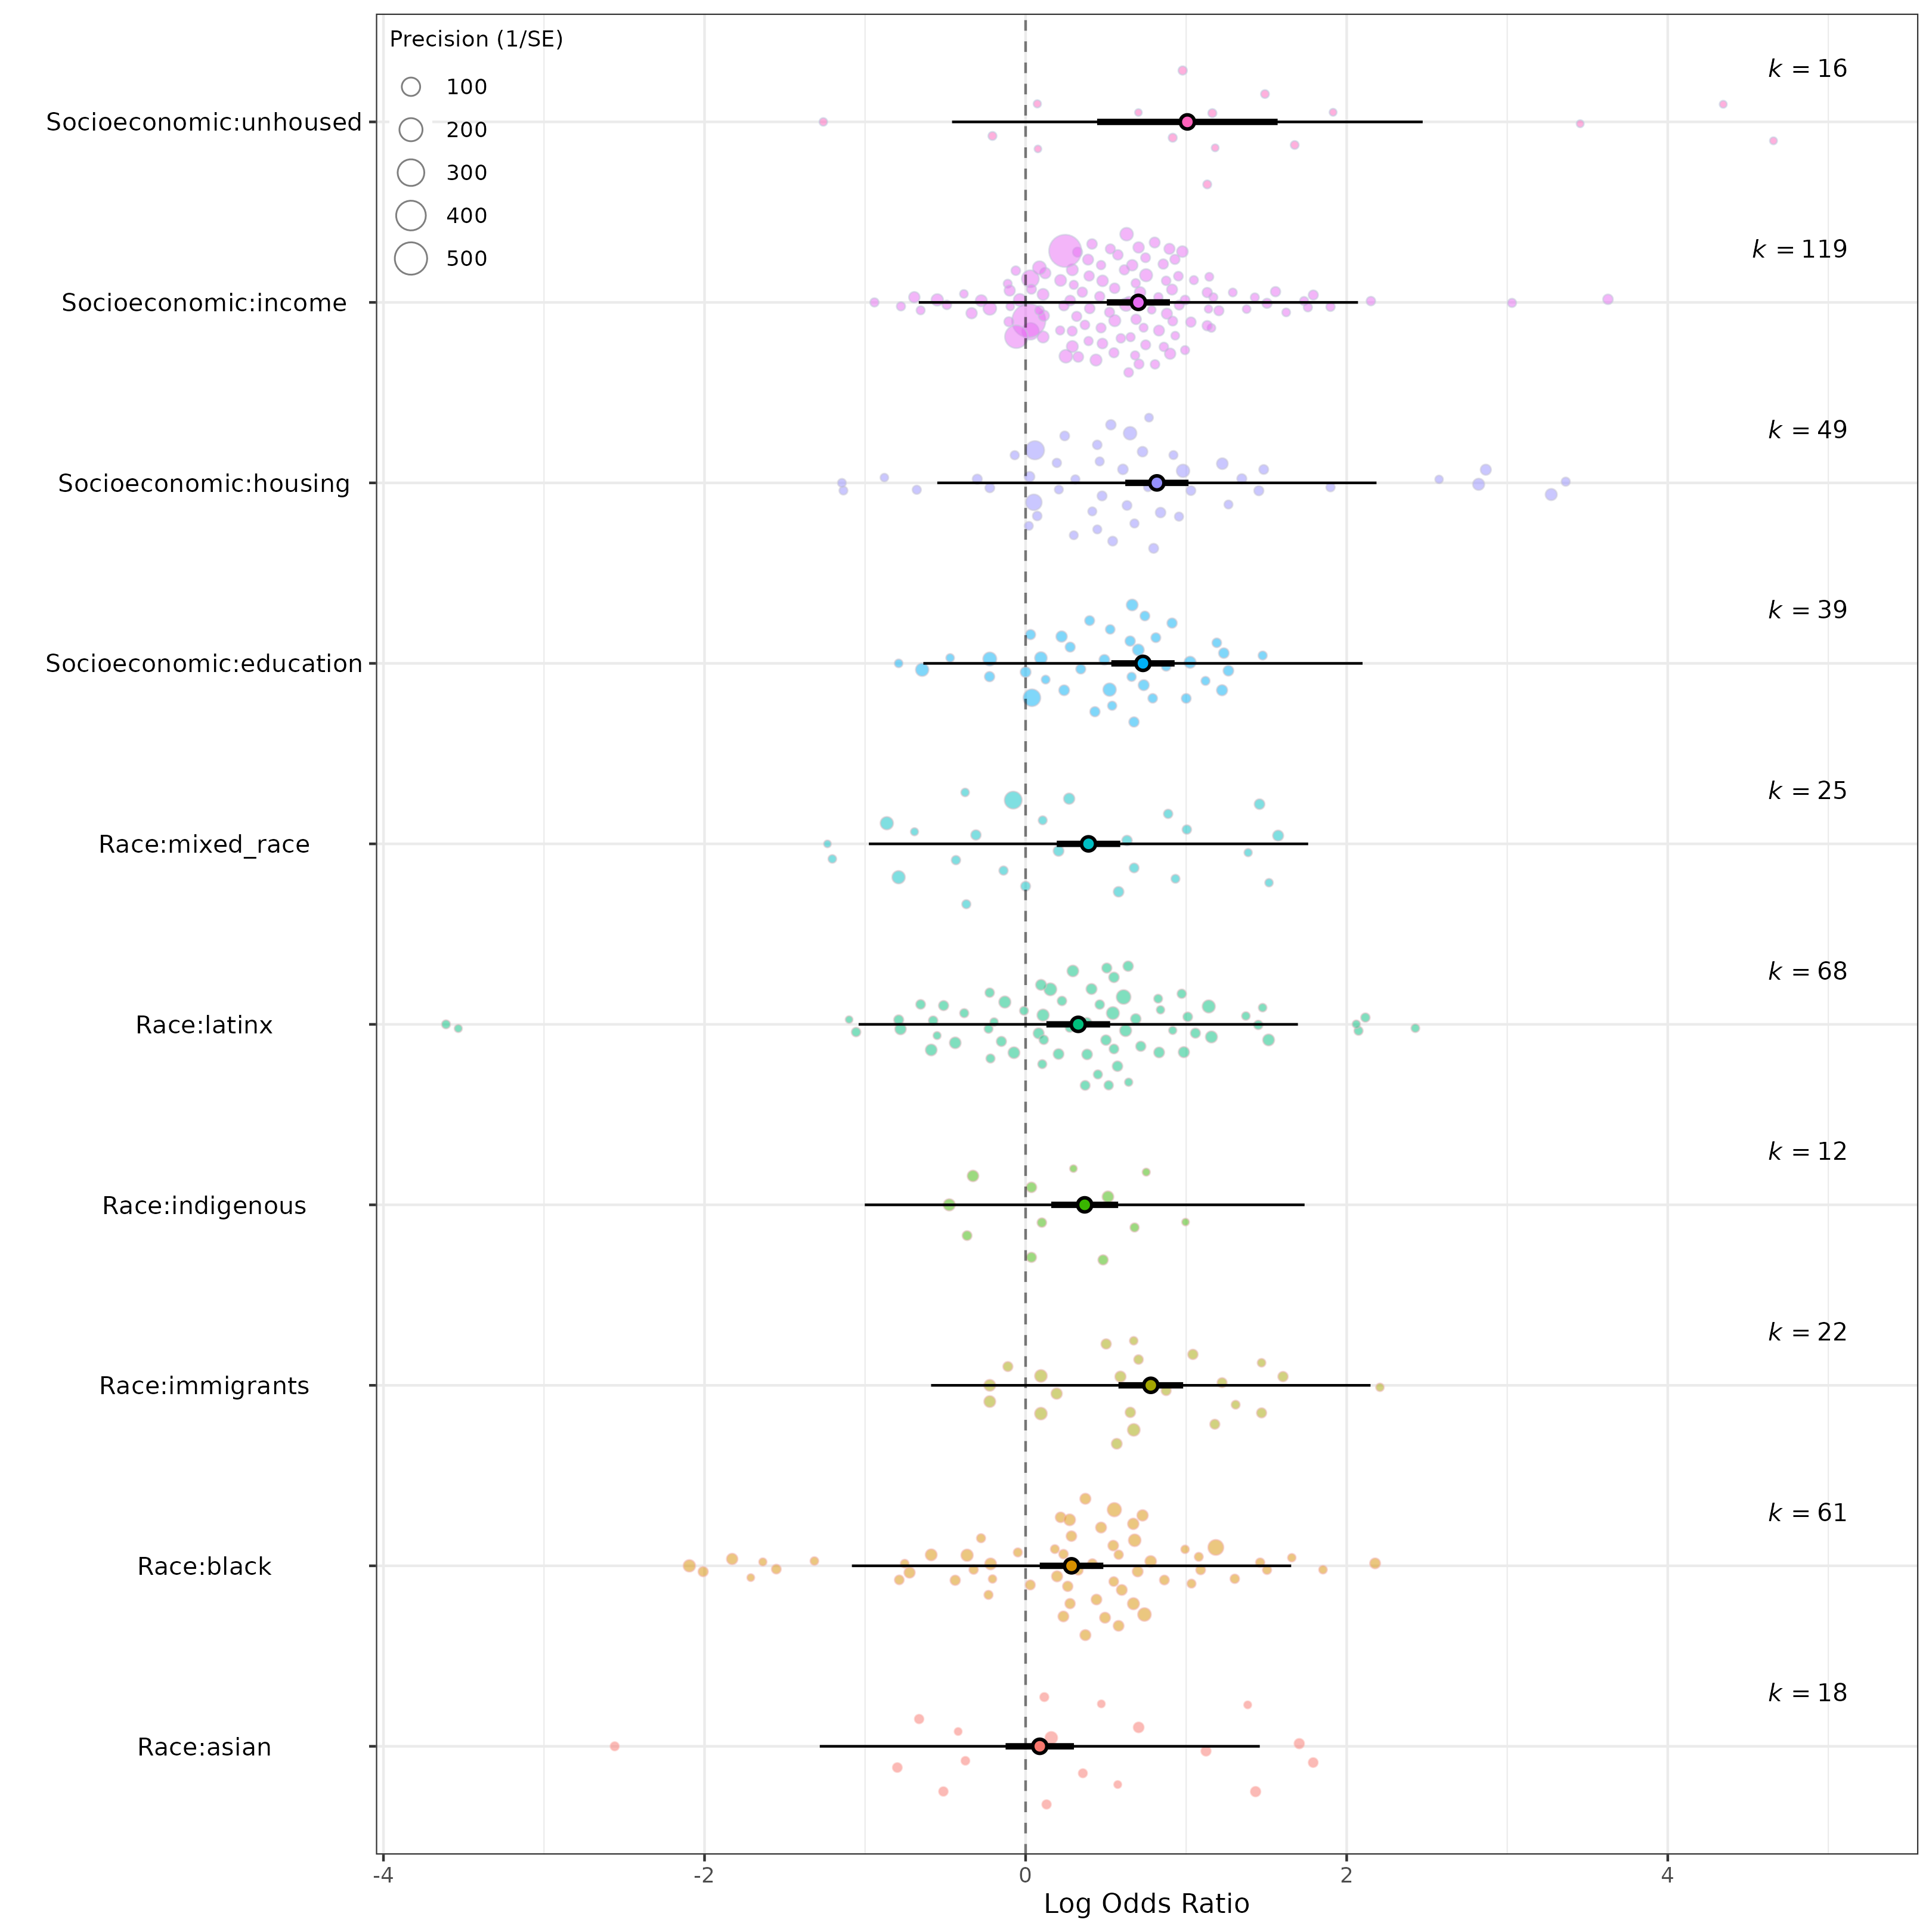 Precision (1/SE)
100
200
300
400
500
Socioeconomic:unhoused
k = 16
Socioeconomic:income
k = 119
Socioeconomic:housing
k = 49
Socioeconomic:education
k = 39
Race:mixed_race
k = 25
Race:latinx
k = 68
Race:indigenous
k = 12
Race:immigrants
k = 22
Race:black
k = 61
Race:asian
k = 18
-4 -2 0 2 4
Log Odds Ratio